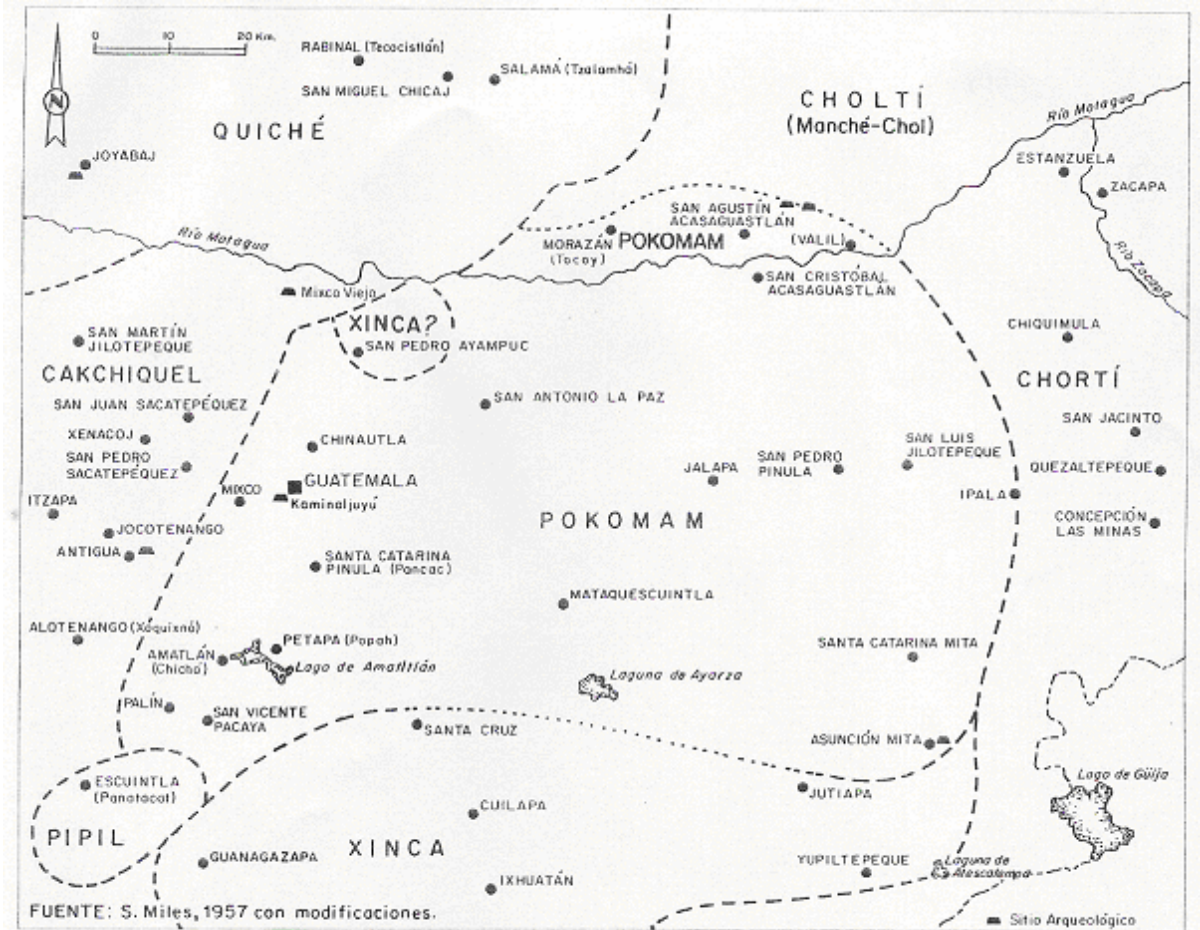 0 10 20 Km.
N
RABINAL (Tecocistlán)
SAN MIGUEL CHICAJ
SALAMÁ (Tzalamhá)
QUICHÉ
CHOLTÍ
(Manché-Chol)
Río Motagua
ESTANZUELA
ZACAPA
JOYABAJ
SAN AGUSTÍN
ACASAGUASTLÁN
MORAZÁN
(Tocoy)
POKOMAM
(VALIL)
SAN CRISTÓBAL
ACASAGUASTLÁN
Río Motagua
Río Zacapa
Mixco Viejo
XINCA?
SAN PEDRO AYAMPUC
SAN MARTÍN
JILOTEPEQUE
CAKCHIQUEL
CHIQUIMULA
CHORTÍ
SAN JUAN SACATEPÉQUEZ
SAN ANTONIO LA PAZ
SAN JACINTO
XENACOJ
CHINAUTLA
SAN PEDRO
SACATEPÉQUEZ
JALAPA
SAN PEDRO
PINULA
SAN LUIS
JILOTEPEQUE
QUEZALTEPEQUE
MIXCO
GUATEMALA
Kaminaljuyú
IPALA
ITZAPA
JOCOTENANGO
POKOMAM
CONCEPCIÓN
LAS MINAS
ANTIGUA
SANTA CATARINA
PINULA (Pancac)
MATAQUESCUINTLA
ALOTENANGO (Xoquixná)
PETAPA (Popah)
AMATLÁN
(Chichó)
Lago de Amatitlán
SANTA CATARINA MITA
Laguna de Ayarza
PALÍN
SAN VICENTE
PACAYA
SANTA CRUZ
ASUNCIÓN MITA
ESCUINTLA
(Panatacat)
JUTIAPA
Lago de Güija
PIPIL
CUILAPA
XINCA
GUANAGAZAPA
YUPILTEPEQUE
Laguna de
Atescatempa
IXHUATÁN
FUENTE: S. Miles, 1957 con modificaciones.
Sitio Arqueológico